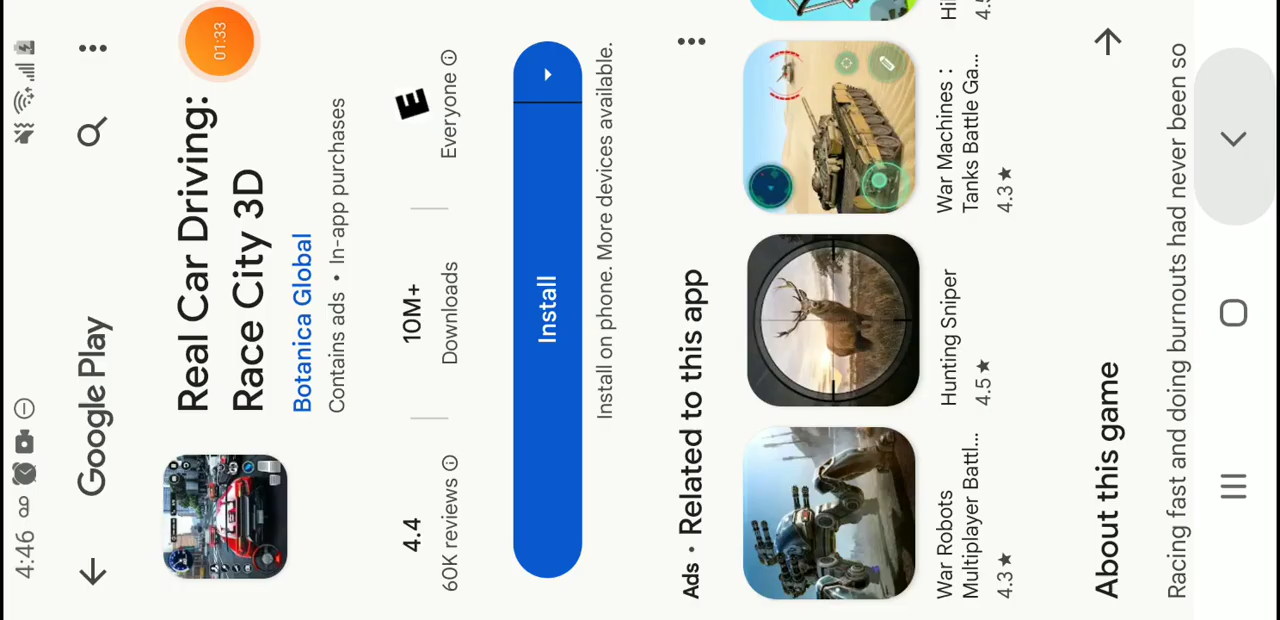 4:46
Google Play
Real Car Driving:
Race City 3D
01:33
Botanica Global
Contains ads • In-app purchases
4.4
60K reviews
10M+
Downloads
E
Everyone
Install
Install on phone. More devices available.
Ads • Related to this app
War Robots
Multiplayer Battl...
4.3★
Hunting Sniper
4.5★
War Machines :
Tanks Battle Ga...
4.3★
About this game
Racing fast and doing burnouts had never been so